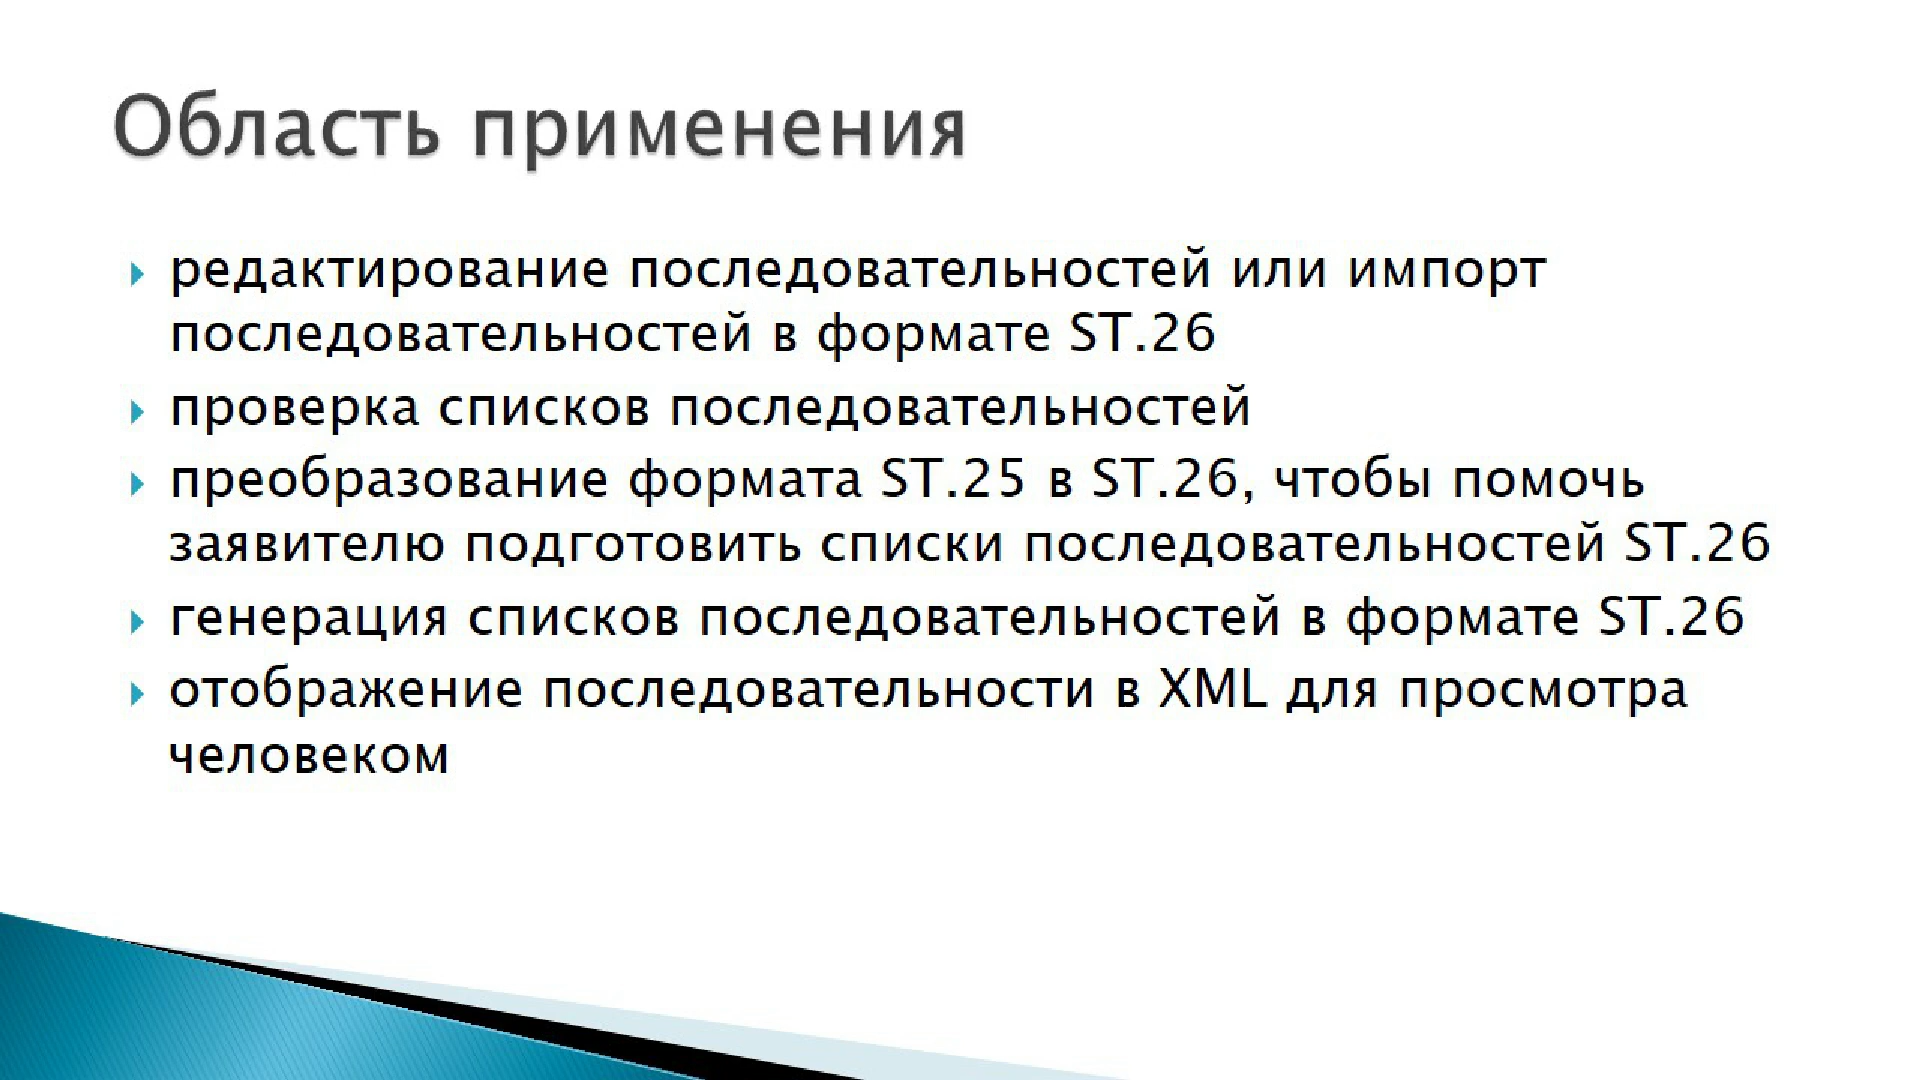 Область применения
редактирование последовательностей или импорт
последовательностей в формате ST.26
проверка списков последовательностей
преобразование формата ST.25 в ST.26, чтобы помочь
заявителю подготовить списки последовательностей ST.26
генерация списков последовательностей в формате ST.26
отображение последовательности в XML для просмотра
человеком